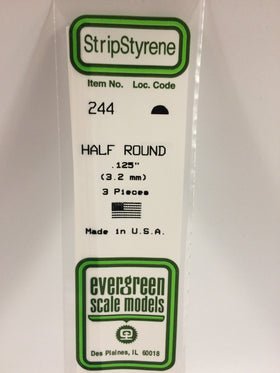 StripStyrene
Item No. Loc. Code
244
HALF ROUND
.125"
(3.2 mm)
3 Pieces
Made in U.S.A.
evergreen
scale models
Des Plaines, IL 60018